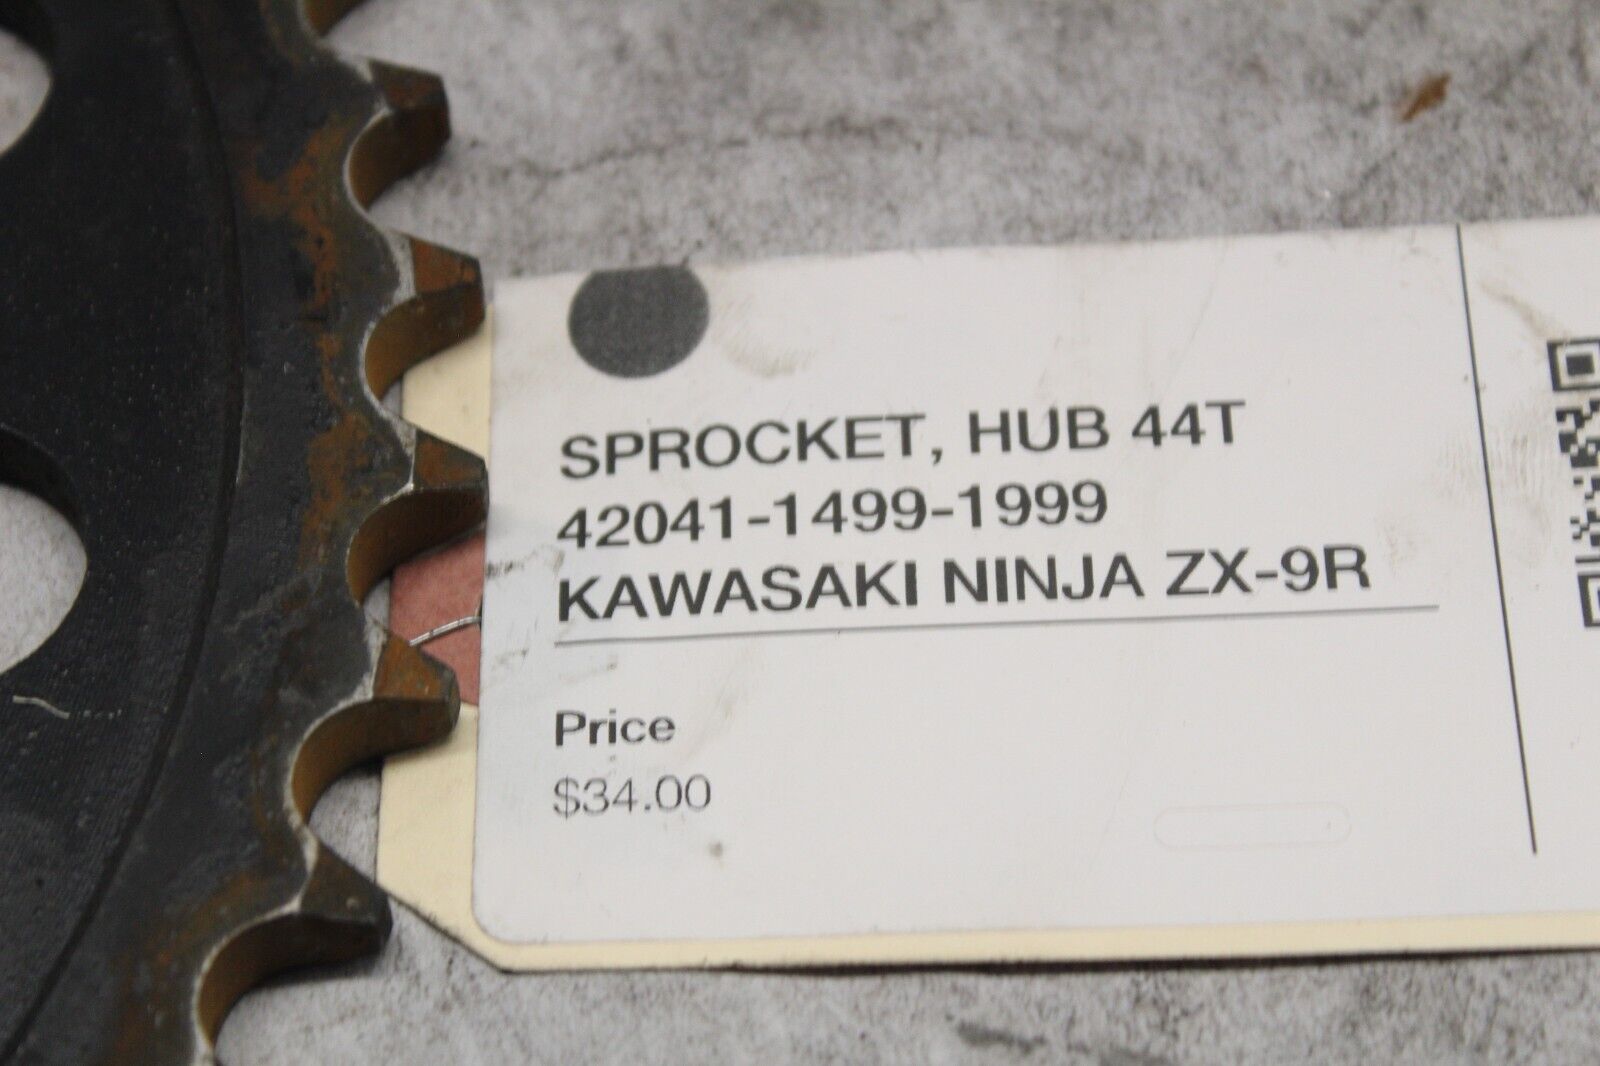 SPROCKET, HUB 44T
42041-1499-1999
KAWASAKI NINJA ZX-9R
Price
$34.00